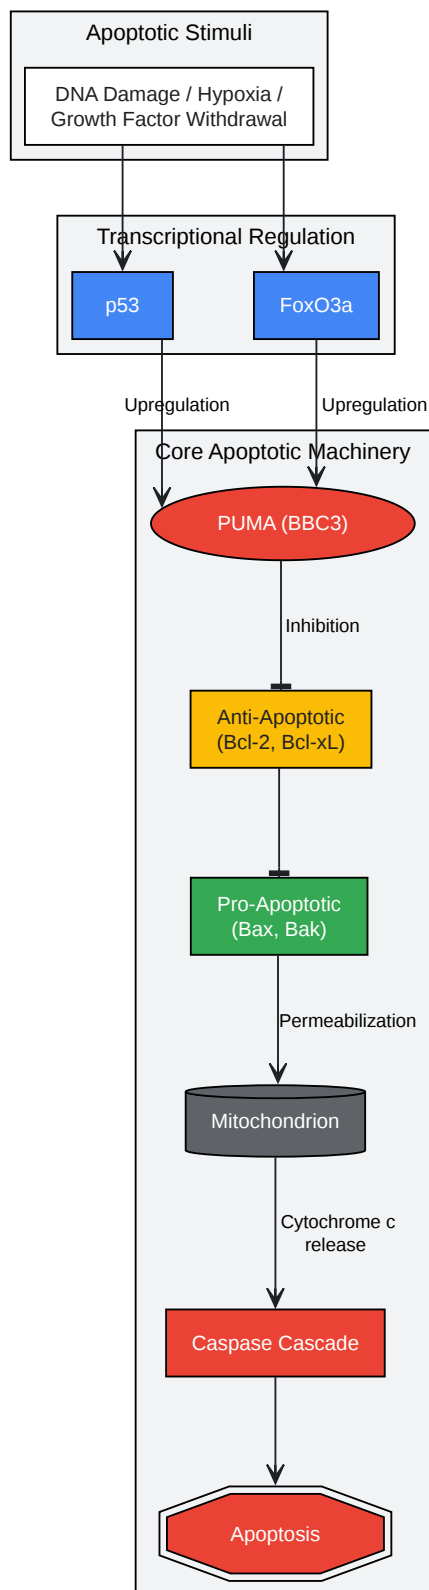 Apoptotic Stimuli
DNA Damage / Hypoxia /
Growth Factor Withdrawal
Transcriptional Regulation
p53
FoxO3a
Upregulation
Upregulation
Core Apoptotic Machinery
PUMA (BBC3)
Inhibition
Anti-Apoptotic
(Bcl-2, Bcl-xL)
Pro-Apoptotic
(Bax, Bak)
Permeabilization
Mitochondrion
Cytochrome c
release
Caspase Cascade
Apoptosis